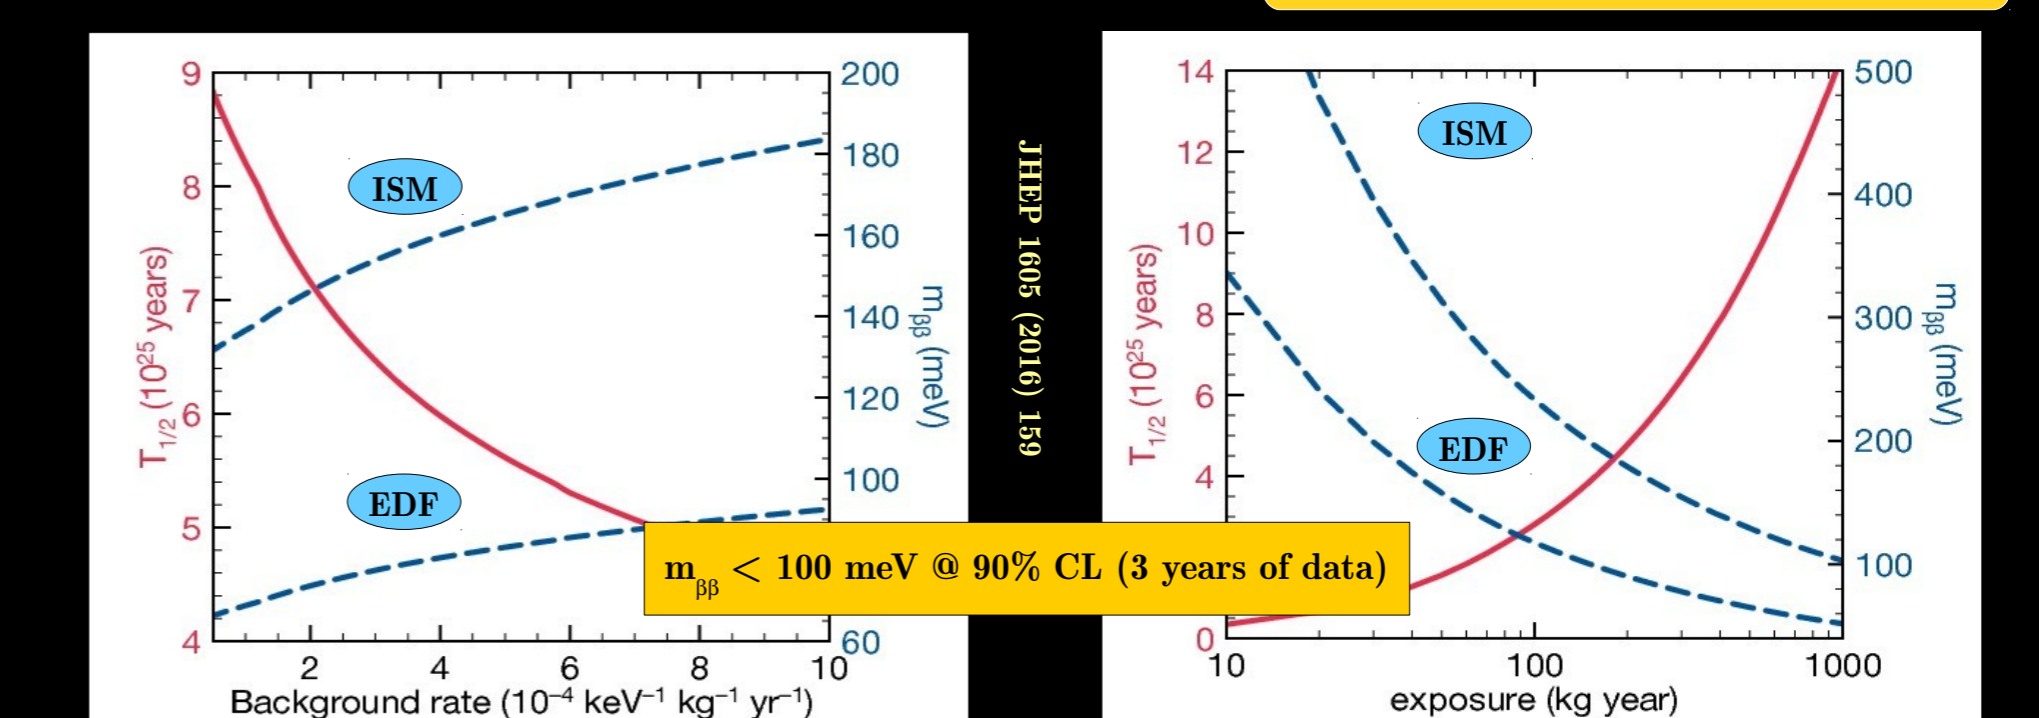 9
8
7
6
5
4
T1/2 (10^25 years)
200
180
160
140
120
100
60
mββ (meV)
ISM
EDF
2 4 6 8 10
Background rate (10^−4 keV^−1 kg^−1 yr^−1)
JHEP 1605 (2016) 159
14
12
10
8
6
4
0
T1/2 (10^25 years)
500
400
300
200
100
mββ (meV)
ISM
EDF
10 100 1000
exposure (kg year)
mββ < 100 meV @ 90% CL (3 years of data)